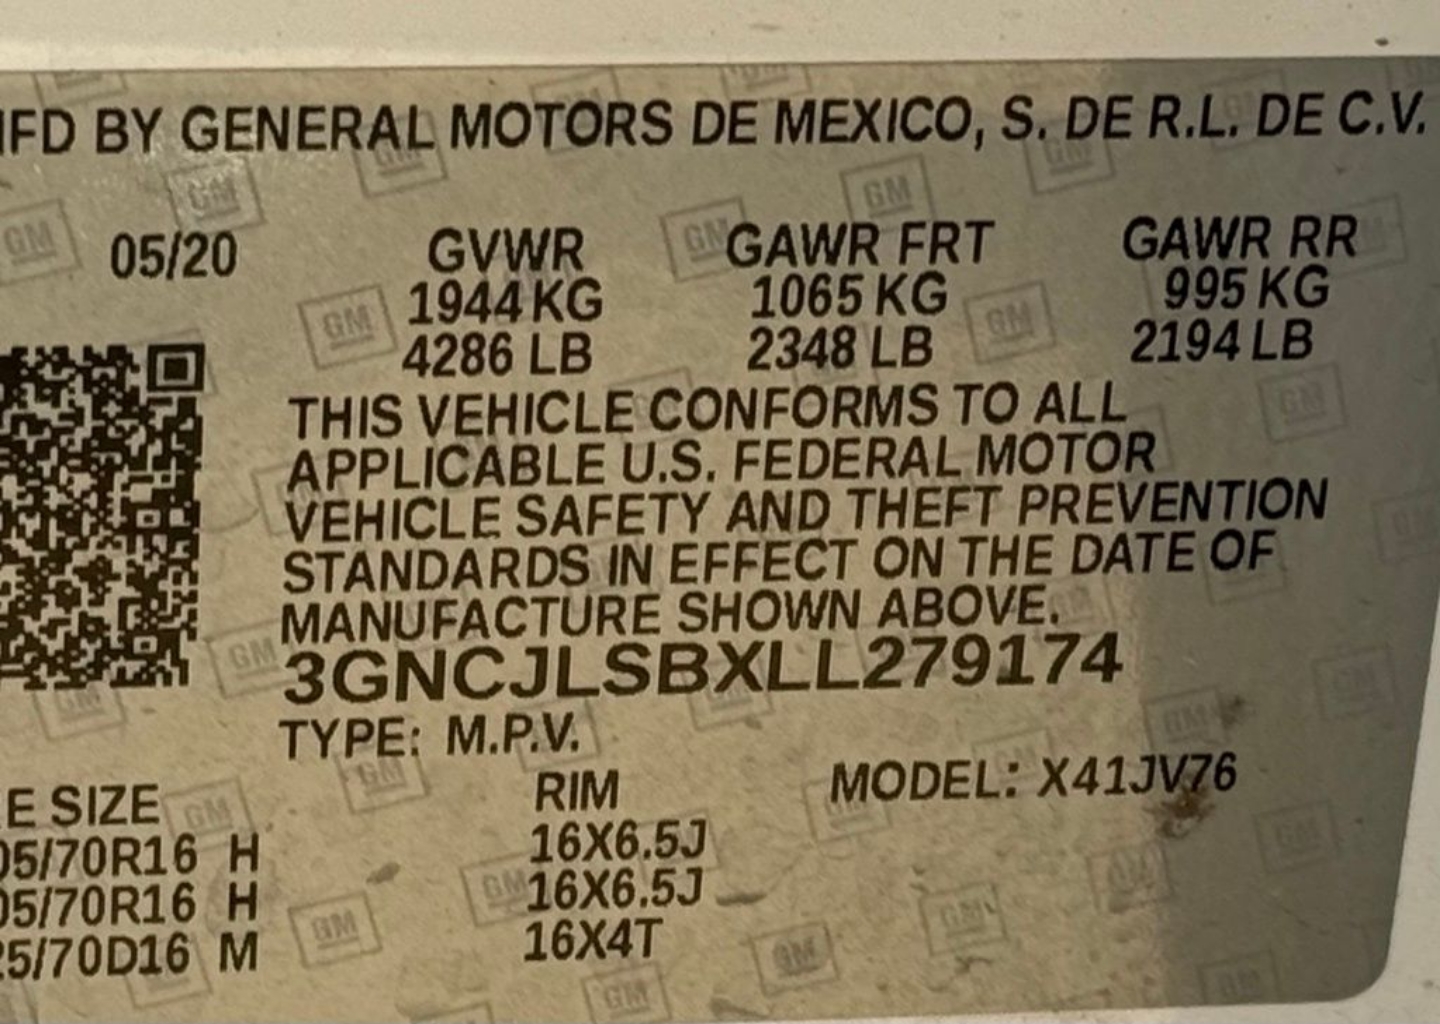 MFD BY GENERAL MOTORS DE MEXICO, S. DE R.L. DE C.V.
05/20 GVWR GAWR FRT GAWR RR
1944 KG 1065 KG 995 KG
4286 LB 2348 LB 2194 LB
THIS VEHICLE CONFORMS TO ALL
APPLICABLE U.S. FEDERAL MOTOR
VEHICLE SAFETY AND THEFT PREVENTION
STANDARDS IN EFFECT ON THE DATE OF
MANUFACTURE SHOWN ABOVE.
3GNCJLSBXLL279174
TYPE: M.P.V.
RE SIZE RIM MODEL: X41JV76
05/70R16 H 16X6.5J
05/70R16 H 16X6.5J
25/70D16 M 16X4T
GM